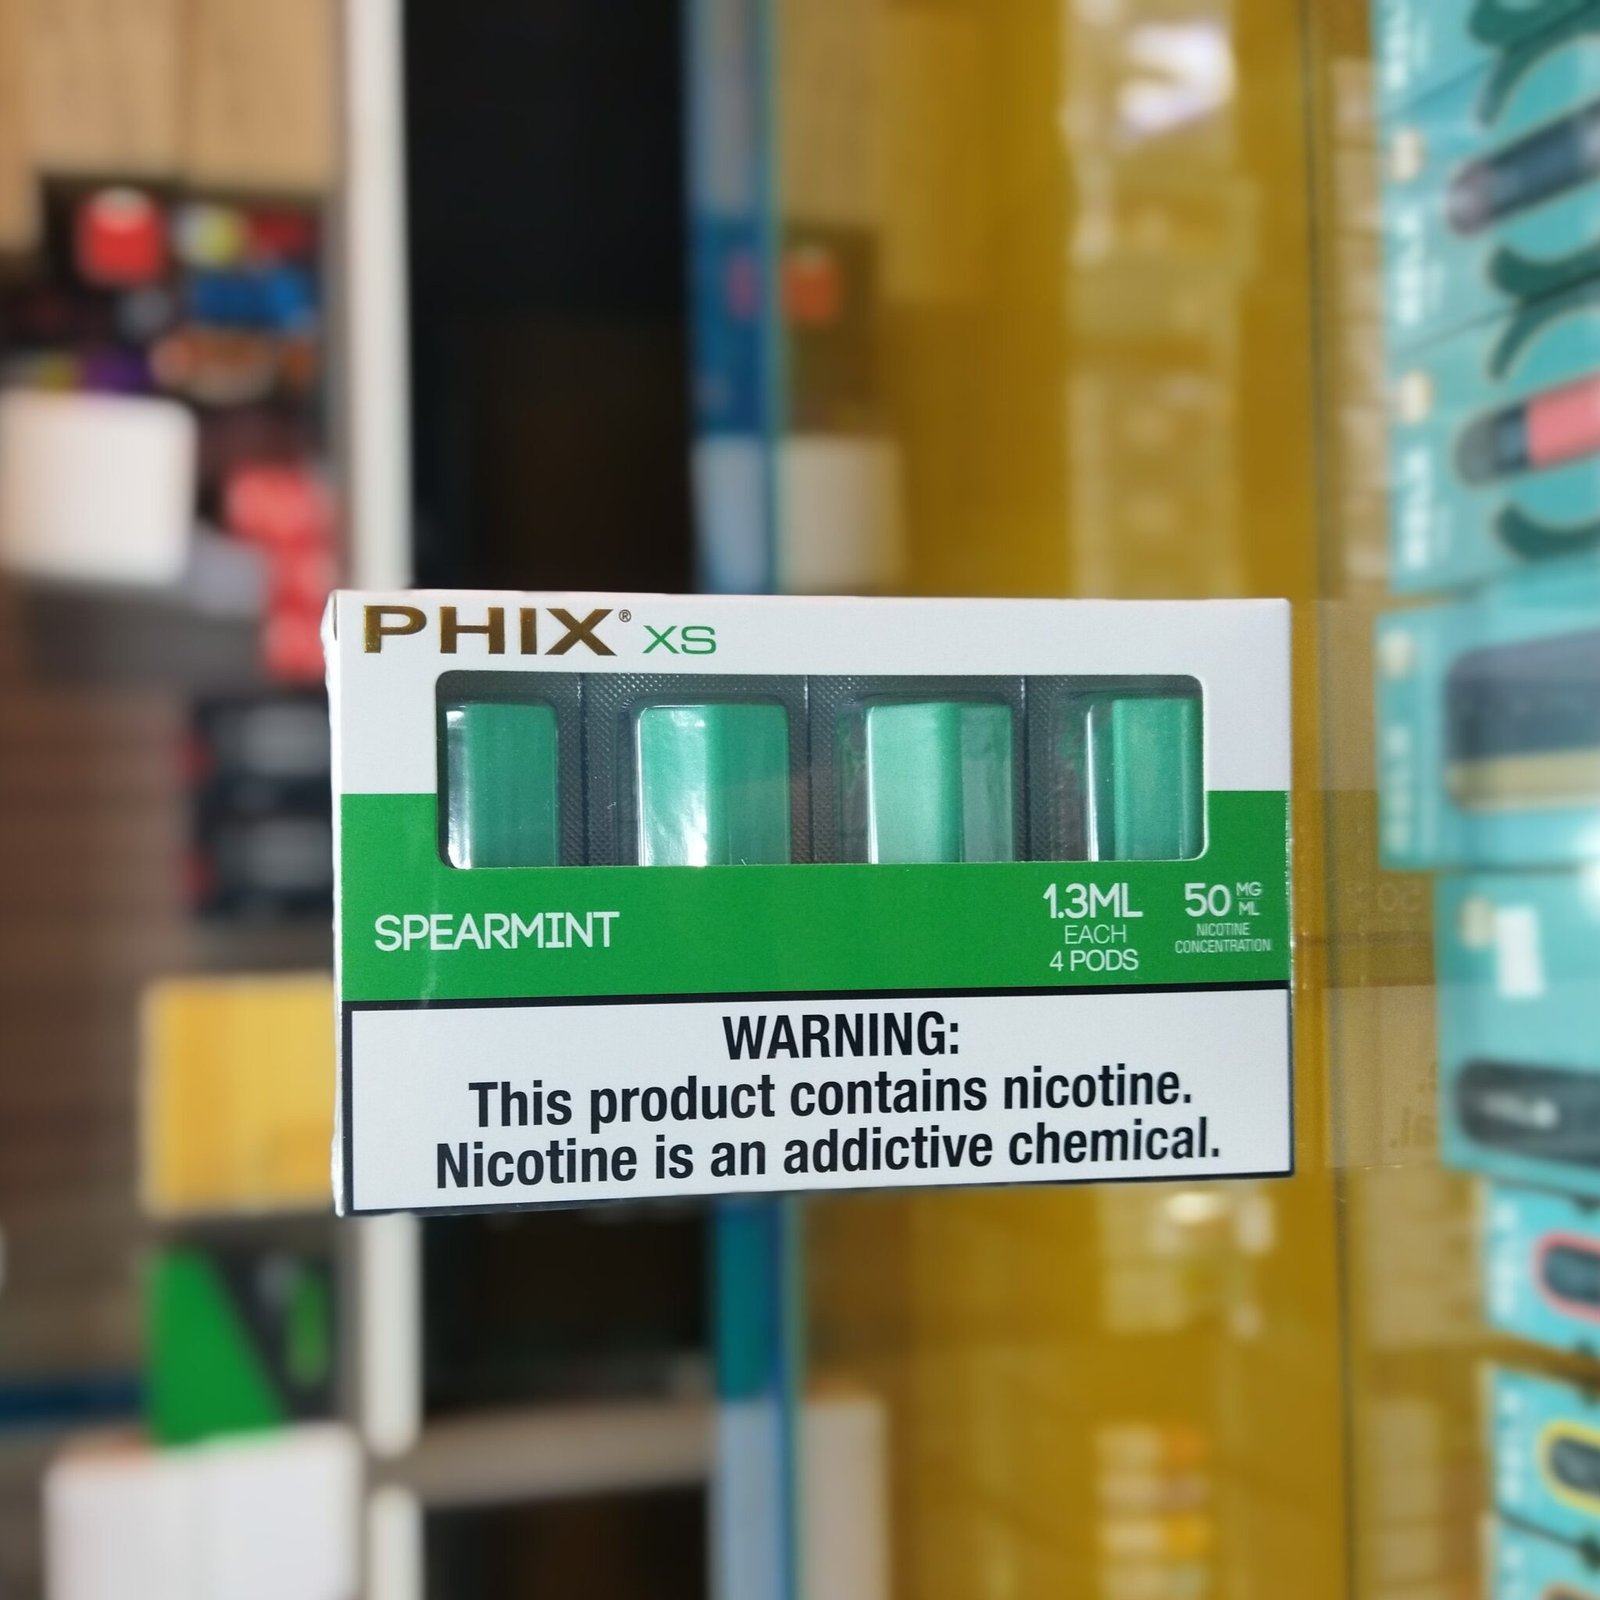 PHIX® XS
SPEARMINT
1.3ML
EACH
4 PODS
50 MG
ML
NICOTINE
CONCENTRATION
WARNING:
This product contains nicotine.
Nicotine is an addictive chemical.